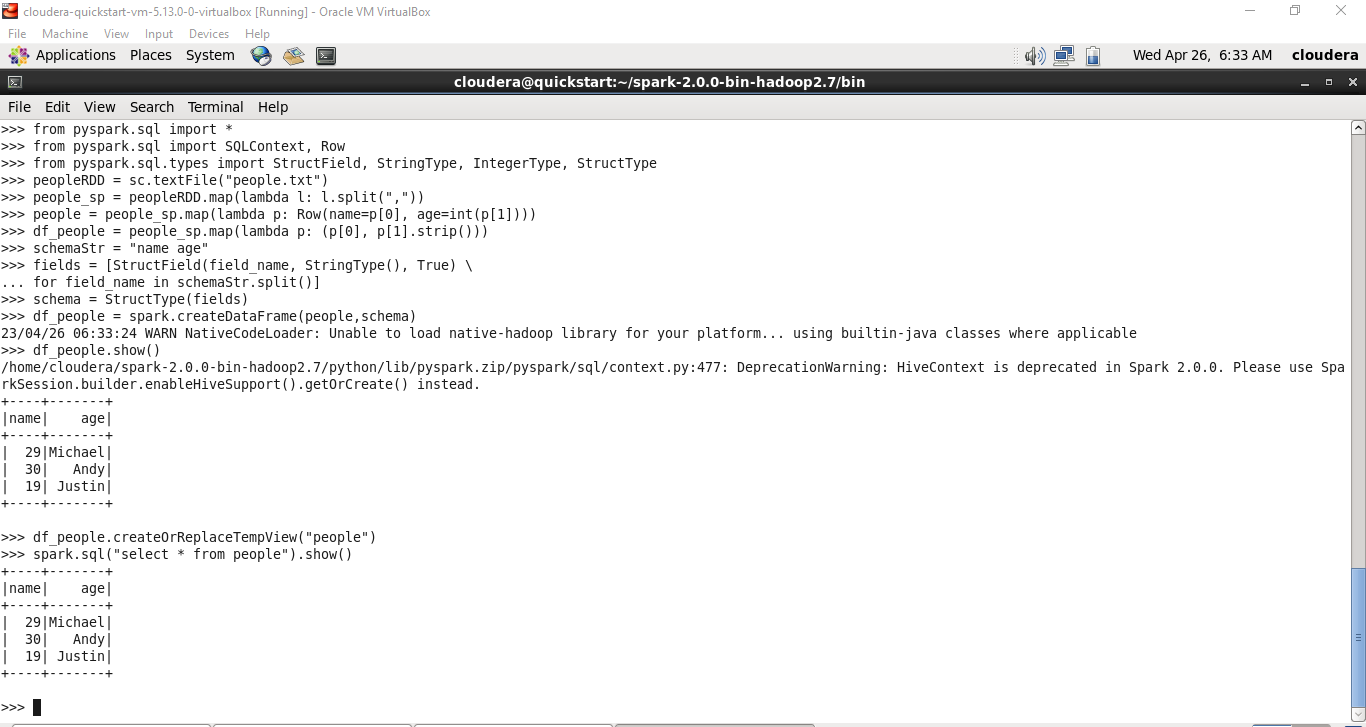 cloudera-quickstart-vm-5.13.0-0-virtualbox [Running] - Oracle VM VirtualBox
File Machine View Input Devices Help
Applications Places System Wed Apr 26, 6:33 AM cloudera
cloudera@quickstart:~/spark-2.0.0-bin-hadoop2.7/bin
File Edit View Search Terminal Help
>>> from pyspark.sql import *
>>> from pyspark.sql import SQLContext, Row
>>> from pyspark.sql.types import StructField, StringType, IntegerType, StructType
>>> peopleRDD = sc.textFile("people.txt")
>>> people_sp = peopleRDD.map(lambda l: l.split(","))
>>> people = people_sp.map(lambda p: Row(name=p[0], age=int(p[1])))
>>> df_people = people_sp.map(lambda p: (p[0], p[1].strip()))
>>> schemaStr = "name age"
>>> fields = [StructField(field_name, StringType(), True) \
... for field_name in schemaStr.split()]
>>> schema = StructType(fields)
>>> df_people = spark.createDataFrame(people,schema)
23/04/26 06:33:24 WARN NativeCodeLoader: Unable to load native-hadoop library for your platform... using builtin-java classes where applicable
>>> df_people.show()
/home/cloudera/spark-2.0.0-bin-hadoop2.7/python/lib/pyspark.zip/pyspark/sql/context.py:477: DeprecationWarning: HiveContext is deprecated in Spark 2.0.0. Please use Spa
rkSession.builder.enableHiveSupport().getOrCreate() instead.
+----+-------+
|name|    age|
+----+-------+
|  29|Michael|
|  30|   Andy|
|  19| Justin|
+----+-------+
>>> df_people.createOrReplaceTempView("people")
>>> spark.sql("select * from people").show()
+----+-------+
|name|    age|
+----+-------+
|  29|Michael|
|  30|   Andy|
|  19| Justin|
+----+-------+
>>>